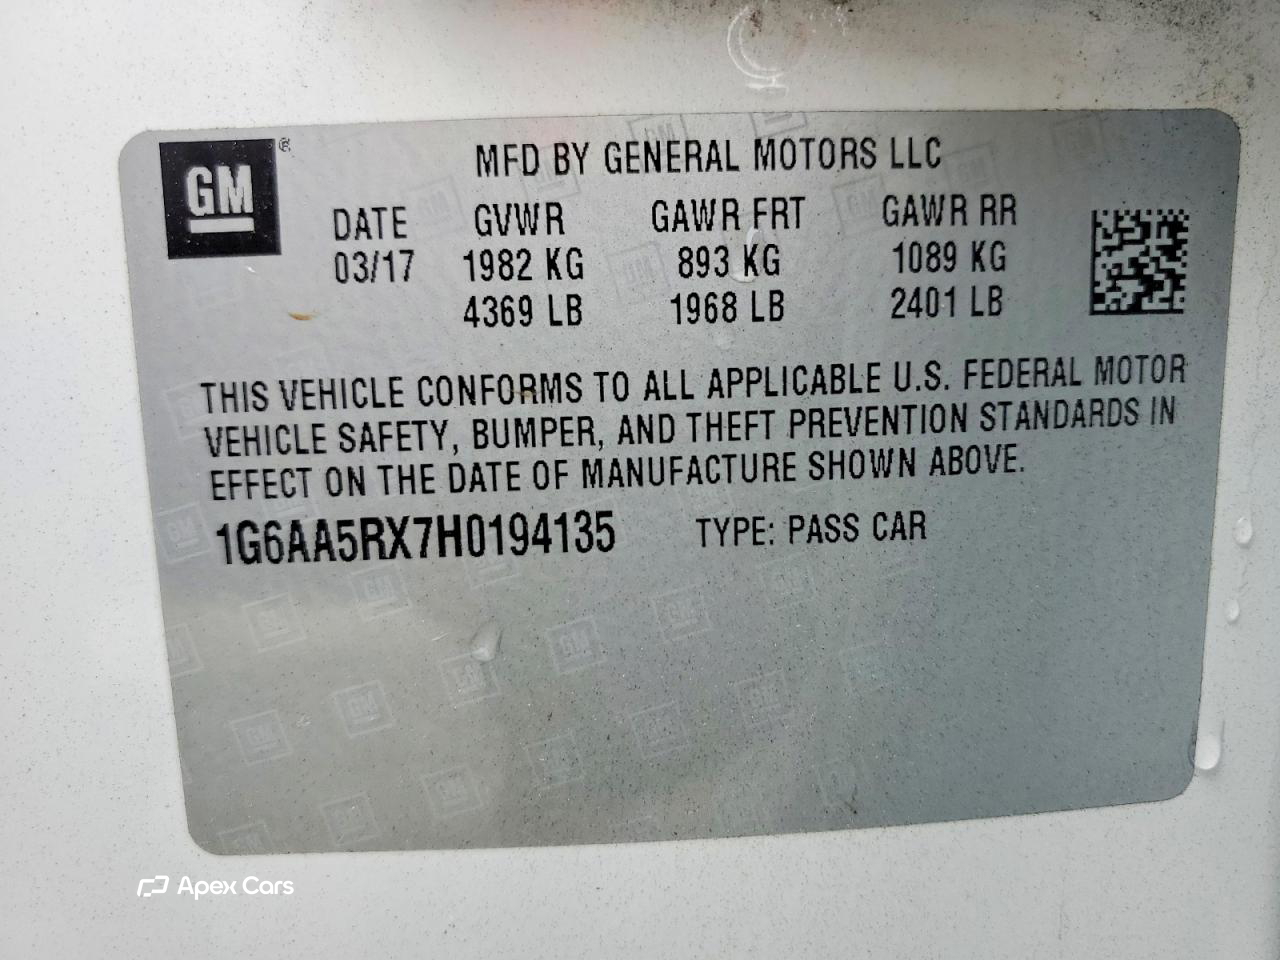 GM®
MFD BY GENERAL MOTORS LLC
DATE GVWR GAWR FRT GAWR RR
03/17 1982 KG 893 KG 1089 KG
4369 LB 1968 LB 2401 LB
THIS VEHICLE CONFORMS TO ALL APPLICABLE U.S. FEDERAL MOTOR
VEHICLE SAFETY, BUMPER, AND THEFT PREVENTION STANDARDS IN
EFFECT ON THE DATE OF MANUFACTURE SHOWN ABOVE.
1G6AA5RX7H0194135 TYPE: PASS CAR
Apex Cars